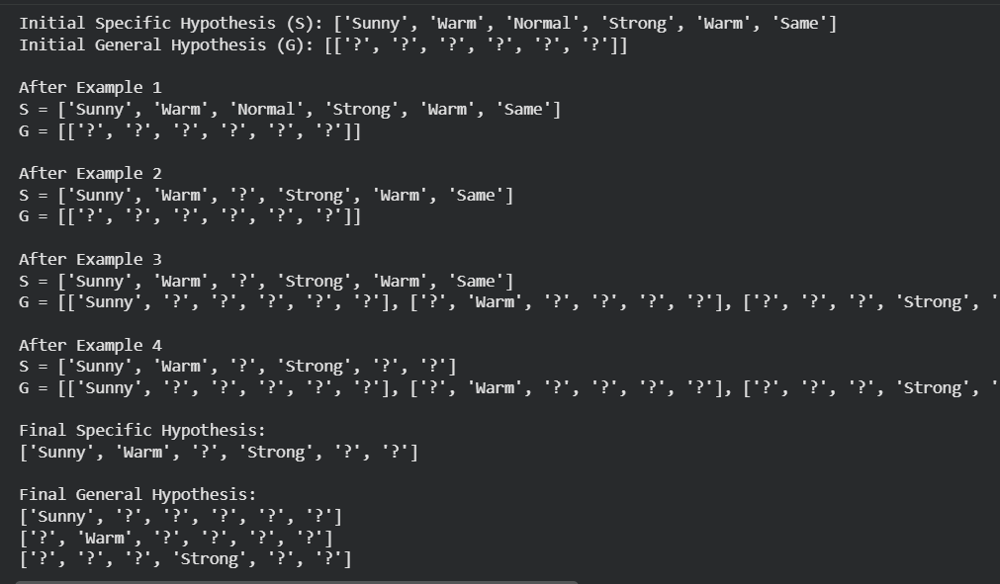 Initial Specific Hypothesis (S): ['Sunny', 'Warm', 'Normal', 'Strong', 'Warm', 'Same']
Initial General Hypothesis (G): [['?', '?', '?', '?', '?', '?']]
After Example 1
S = ['Sunny', 'Warm', 'Normal', 'Strong', 'Warm', 'Same']
G = [['?', '?', '?', '?', '?', '?']]
After Example 2
S = ['Sunny', 'Warm', '?', 'Strong', 'Warm', 'Same']
G = [['?', '?', '?', '?', '?', '?']]
After Example 3
S = ['Sunny', 'Warm', '?', 'Strong', 'Warm', 'Same']
G = [['Sunny', '?', '?', '?', '?', '?'], ['?', 'Warm', '?', '?', '?', '?'], ['?', '?', '?', 'Strong', '
After Example 4
S = ['Sunny', 'Warm', '?', 'Strong', '?', '?']
G = [['Sunny', '?', '?', '?', '?', '?'], ['?', 'Warm', '?', '?', '?', '?'], ['?', '?', '?', 'Strong', '
Final Specific Hypothesis:
['Sunny', 'Warm', '?', 'Strong', '?', '?']
Final General Hypothesis:
['Sunny', '?', '?', '?', '?', '?']
['?', 'Warm', '?', '?', '?', '?']
['?', '?', '?', 'Strong', '?', '?']